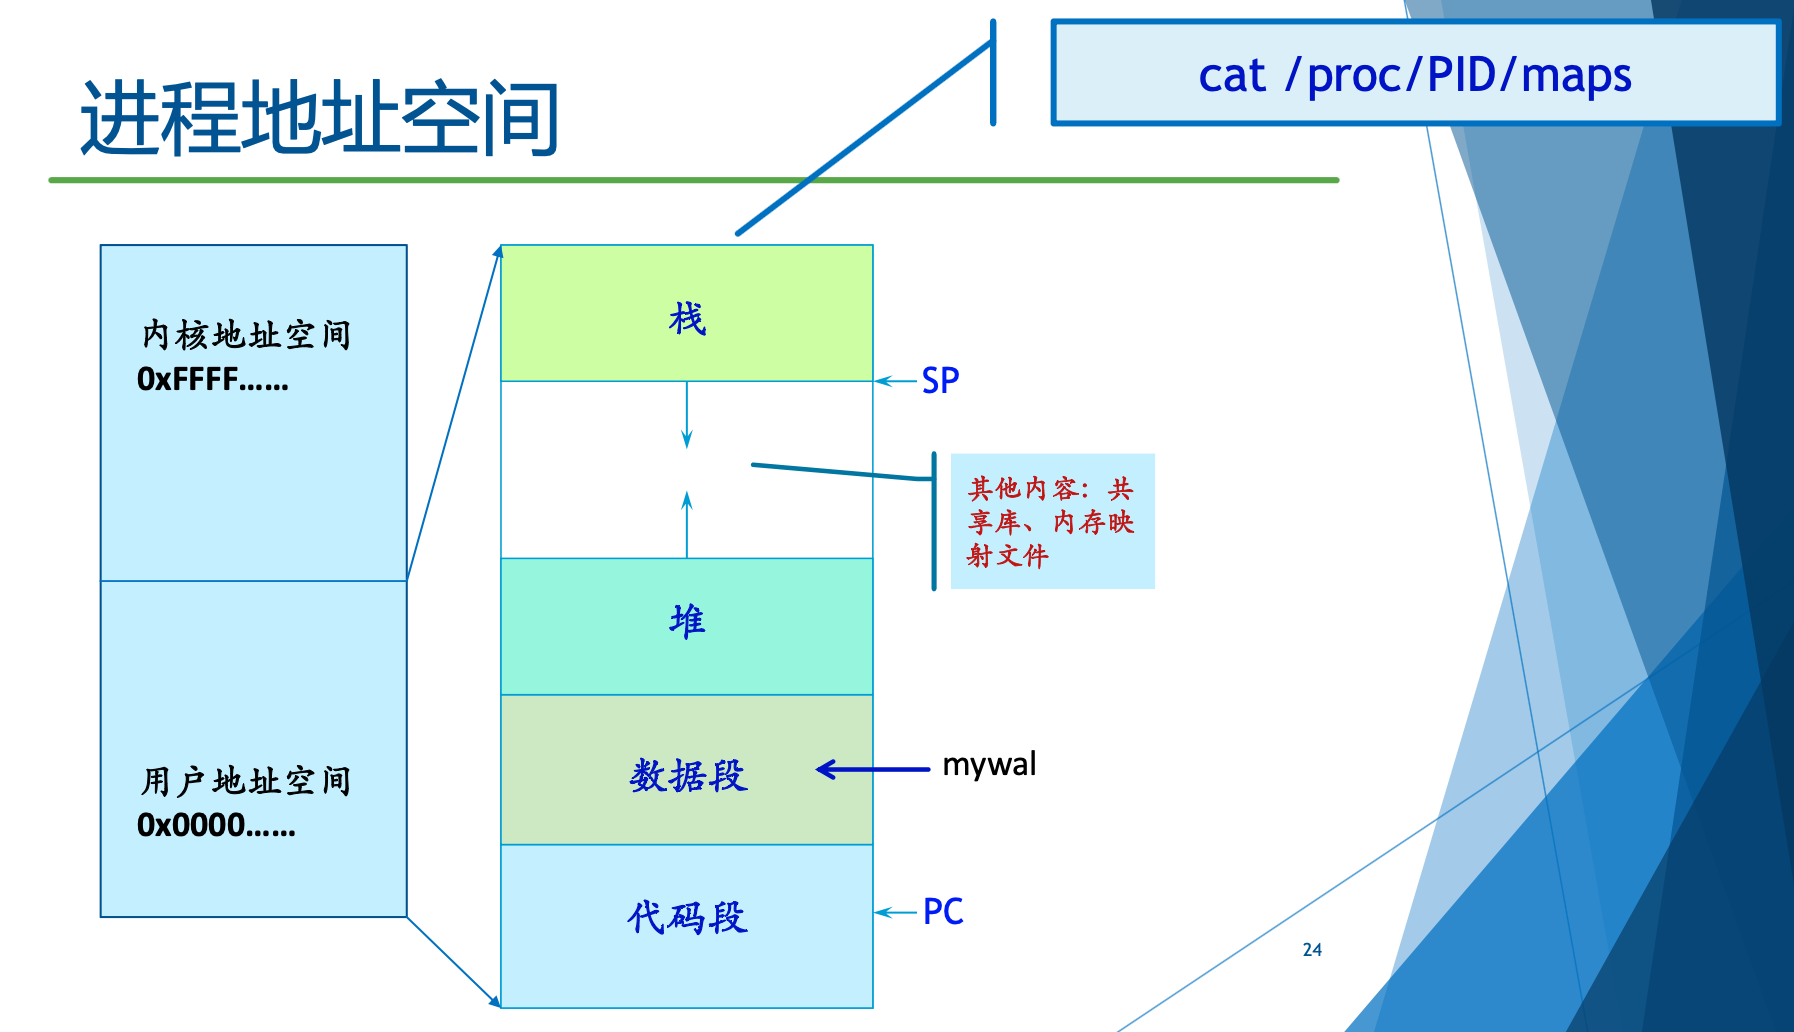 cat /proc/PID/maps
进程地址空间
内核地址空间
0xFFFF......
用户地址空间
0x0000......
栈
SP
其他内容：共
享库、内存映
射文件
堆
数据段
mywal
代码段
PC
24